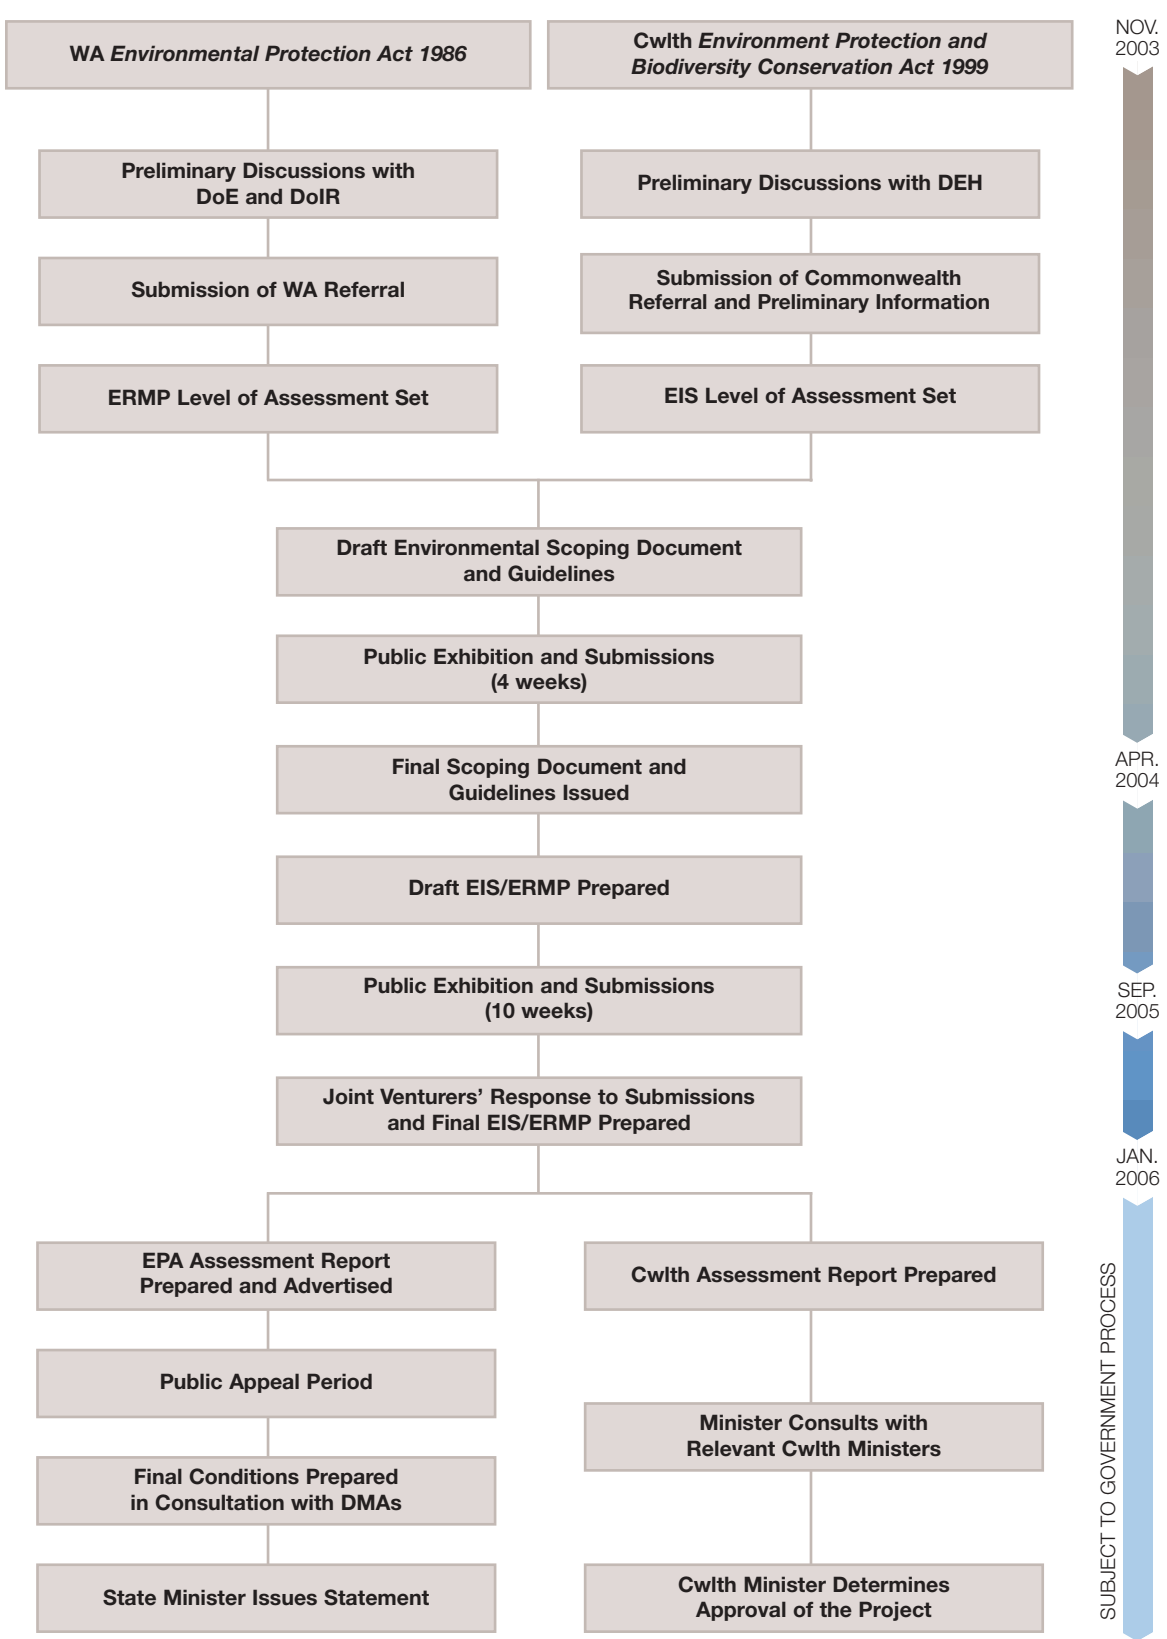 WA Environmental Protection Act 1986
Cwlth Environment Protection and
Biodiversity Conservation Act 1999
NOV.
2003
Preliminary Discussions with
DoE and DoIR
Preliminary Discussions with DEH
Submission of WA Referral
Submission of Commonwealth
Referral and Preliminary Information
ERMP Level of Assessment Set
EIS Level of Assessment Set
Draft Environmental Scoping Document
and Guidelines
Public Exhibition and Submissions
(4 weeks)
Final Scoping Document and
Guidelines Issued
APR.
2004
Draft EIS/ERMP Prepared
Public Exhibition and Submissions
(10 weeks)
SEP.
2005
Joint Venturers’ Response to Submissions
and Final EIS/ERMP Prepared
JAN.
2006
EPA Assessment Report
Prepared and Advertised
Cwlth Assessment Report Prepared
Public Appeal Period
Minister Consults with
Relevant Cwlth Ministers
Final Conditions Prepared
in Consultation with DMAs
State Minister Issues Statement
Cwlth Minister Determines
Approval of the Project
SUBJECT TO GOVERNMENT PROCESS